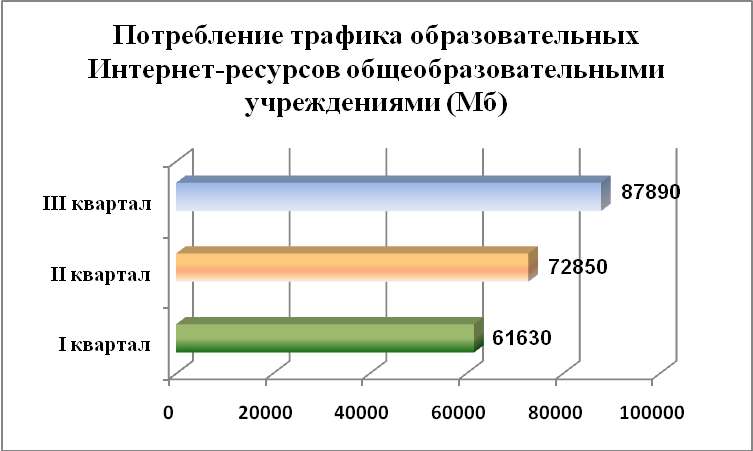 Потребление трафика образовательных
Интернет-ресурсов общеобразовательными
учреждениями (Мб)
III квартал
87890
II квартал
72850
I квартал
61630
0 20000 40000 60000 80000 100000